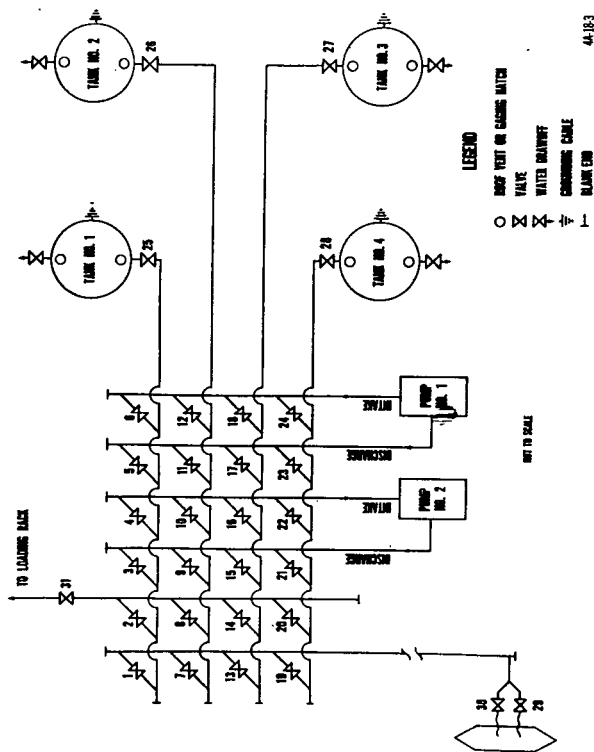 TO LOADING RACK
31
TANK NO. 1
25
TANK NO. 2
26
27
TANK NO. 3
28
TANK NO. 4
1
2
3
4
5
6
7
8
9
10
11
12
13
14
15
16
17
18
19
20
21
22
23
24
DISCHARGE
INTAKE
DISCHARGE
INTAKE
PUMP NO. 2
PUMP NO. 1
30
29
NOT TO SCALE
LEGEND
ROOF VENT OR GAGING HATCH
VALVE
WATER DRAWOFF
GROUNDING CABLE
BLANK END
4A-18-3